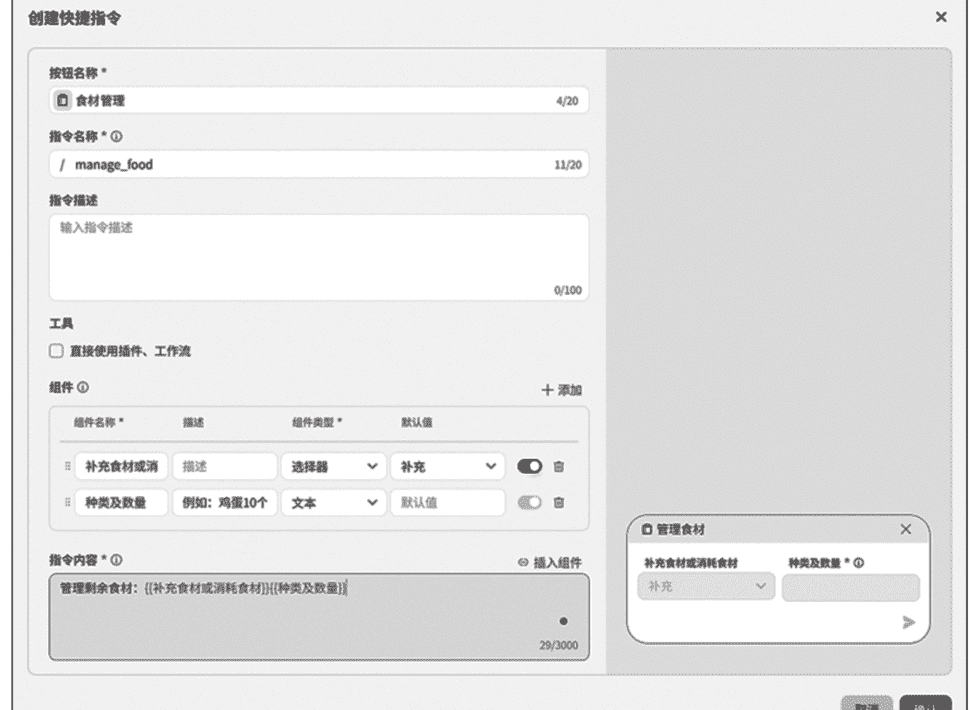 创建快捷指令
按钮名称 *
食材管理 4/20
指令名称 *
/ manage_food 11/20
指令描述
输入指令描述
0/100
工具
直接使用插件、工作流
组件
添加
组件名称 * 描述 组件类型 * 默认值
补充食材或消 描述 选择器 补充
种类及数量 例如：鸡蛋10个 文本 默认值
指令内容 * 插入组件
管理剩余食材：{{补充食材或消耗食材}}{{种类及数量}}
29/3000
管理食材
补充食材或消耗食材 种类及数量 *
补充
取消 确认